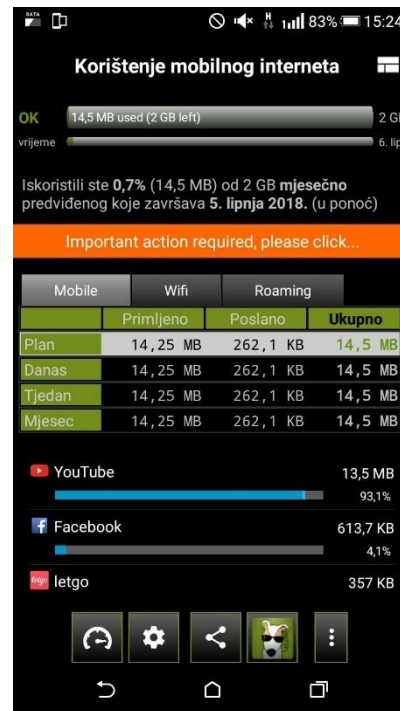 DATA H 83% 15:24
Korištenje mobilnog interneta
OK 14,5 MB used (2 GB left)
vrijeme 6. lip
Iskoristili ste 0,7% (14,5 MB) od 2 GB mjesečno
predviđenog koje završava 5. lipnja 2018. (u ponoć)
Important action required, please click...
Mobile Wifi Roaming
Primljeno Poslano Ukupno
Plan 14,25 MB 262,1 KB 14,5 MB
Danas 14,25 MB 262,1 KB 14,5 MB
Tjedan 14,25 MB 262,1 KB 14,5 MB
Mjesec 14,25 MB 262,1 KB 14,5 MB
YouTube 13,5 MB
93,1%
f Facebook 613,7 KB
4,1%
letgo letgo 357 KB